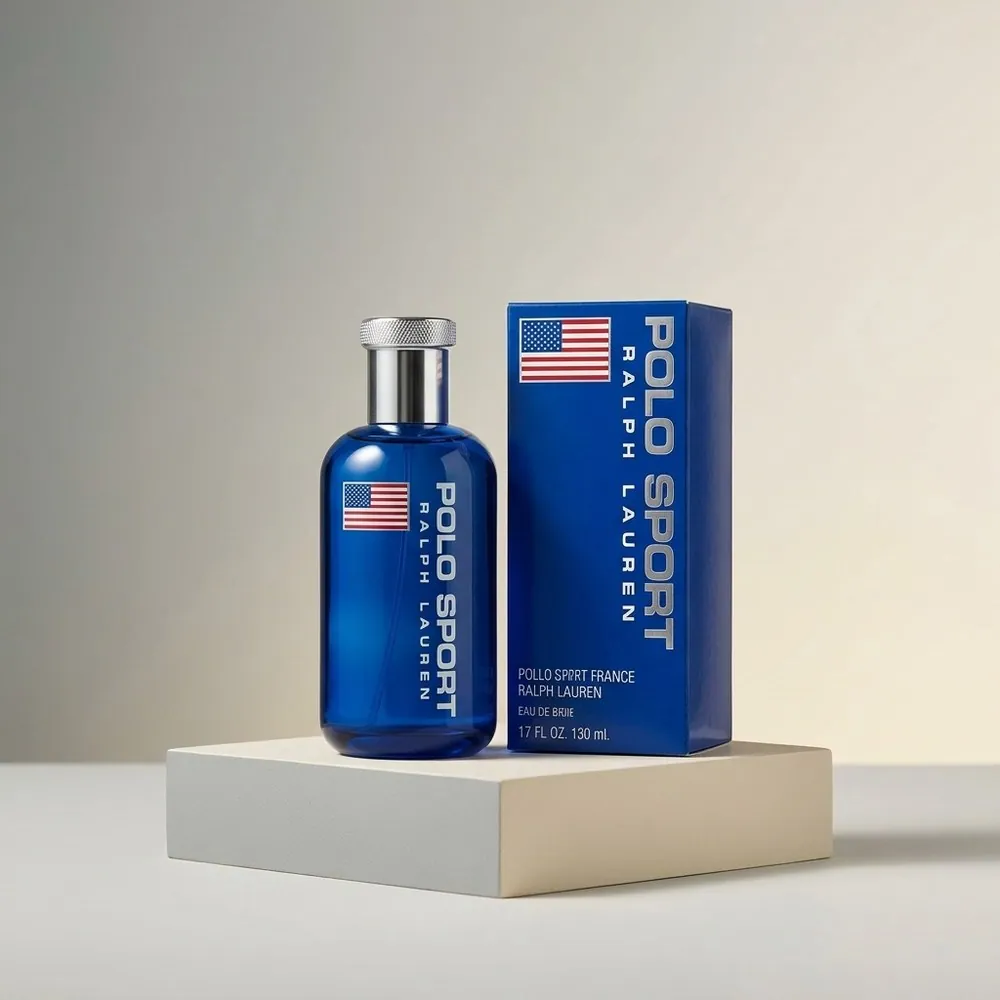 POLO SPORT
RALPH LAUREN
POLO SPORT
RALPH LAUREN
POLLO SPIRT FRANCE
RALPH LAUREN
EAU DE BRIIE
17 FL OZ. 130 ml.